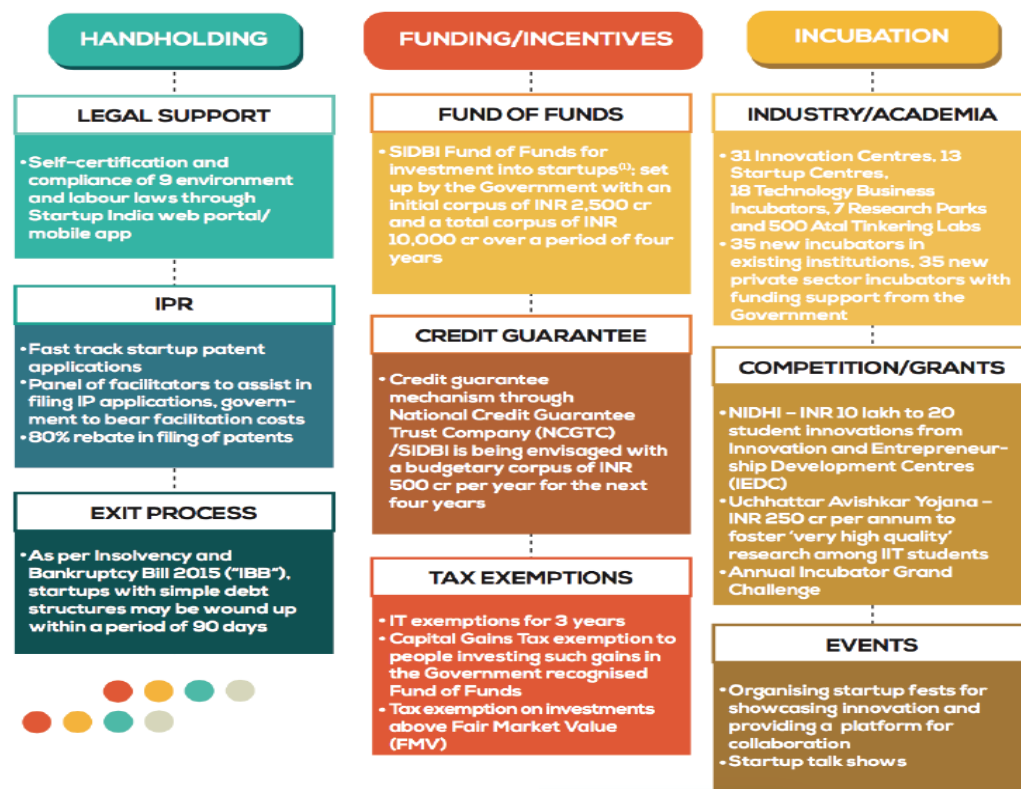 HANDHOLDING
LEGAL SUPPORT
• Self-certification and
compliance of 9 environment
and labour laws through
Startup India web portal/
mobile app
IPR
• Fast track startup patent
applications
• Panel of facilitators to assist in
filing IP applications, govern-
ment to bear facilitation costs
• 80% rebate in filing of patents
EXIT PROCESS
• As per Insolvency and
Bankruptcy Bill 2015 ("IBB"),
startups with simple debt
structures may be wound up
within a period of 90 days
FUNDING/INCENTIVES
FUND OF FUNDS
• SIDBI Fund of Funds for
investment into startups⁽¹⁾; set
up by the Government with an
initial corpus of INR 2,500 cr
and a total corpus of INR
10,000 cr over a period of four
years
CREDIT GUARANTEE
• Credit guarantee
mechanism through
National Credit Guarantee
Trust Company (NCGTC)
/SIDBI is being envisaged with
a budgetary corpus of INR
500 cr per year for the next
four years
TAX EXEMPTIONS
• IT exemptions for 3 years
• Capital Gains Tax exemption to
people investing such gains in
the Government recognised
Fund of Funds
• Tax exemption on investments
above Fair Market Value
(FMV)
INCUBATION
INDUSTRY/ACADEMIA
• 31 Innovation Centres, 13
Startup Centres,
18 Technology Business
Incubators, 7 Research Parks
and 500 Atal Tinkering Labs
• 35 new incubators in
existing institutions, 35 new
private sector incubators with
funding support from the
Government
COMPETITION/GRANTS
• NIDHI – INR 10 lakh to 20
student innovations from
Innovation and Entrepreneur-
ship Development Centres
(IEDC)
• Uchhattar Avishkar Yojana –
INR 250 cr per annum to
foster 'very high quality'
research among IIT students
• Annual Incubator Grand
Challenge
EVENTS
• Organising startup fests for
showcasing innovation and
providing a platform for
collaboration
• Startup talk shows